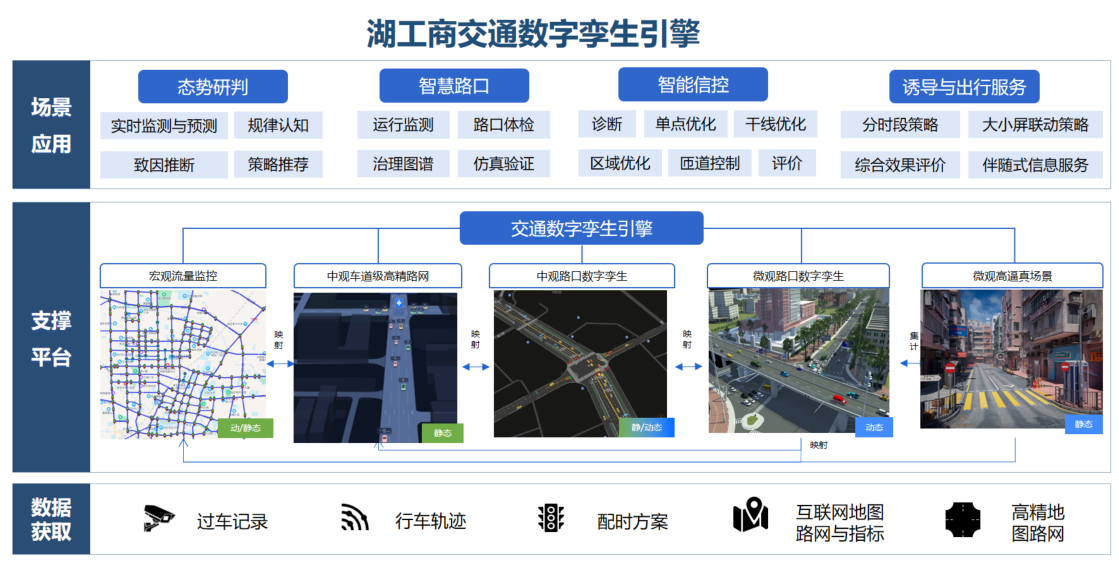 湖工商交通数字孪生引擎
场景
应用
态势研判
智慧路口
智能信控
诱导与出行服务
实时监测与预测
规律认知
运行监测
路口体检
诊断
单点优化
干线优化
分时段策略
大小屏联动策略
致因推断
策略推荐
治理图谱
仿真验证
区域优化
匝道控制
评价
综合效果评价
伴随式信息服务
支撑
平台
交通数字孪生引擎
宏观流量监控
中观车道级高精路网
中观路口数字孪生
微观路口数字孪生
微观高逼真场景
映
射
映
射
映
射
集
计
动/静态
静态
静/动态
动态
静态
映射
数据
获取
过车记录
行车轨迹
配时方案
互联网地图
路网与指标
高精地
图路网